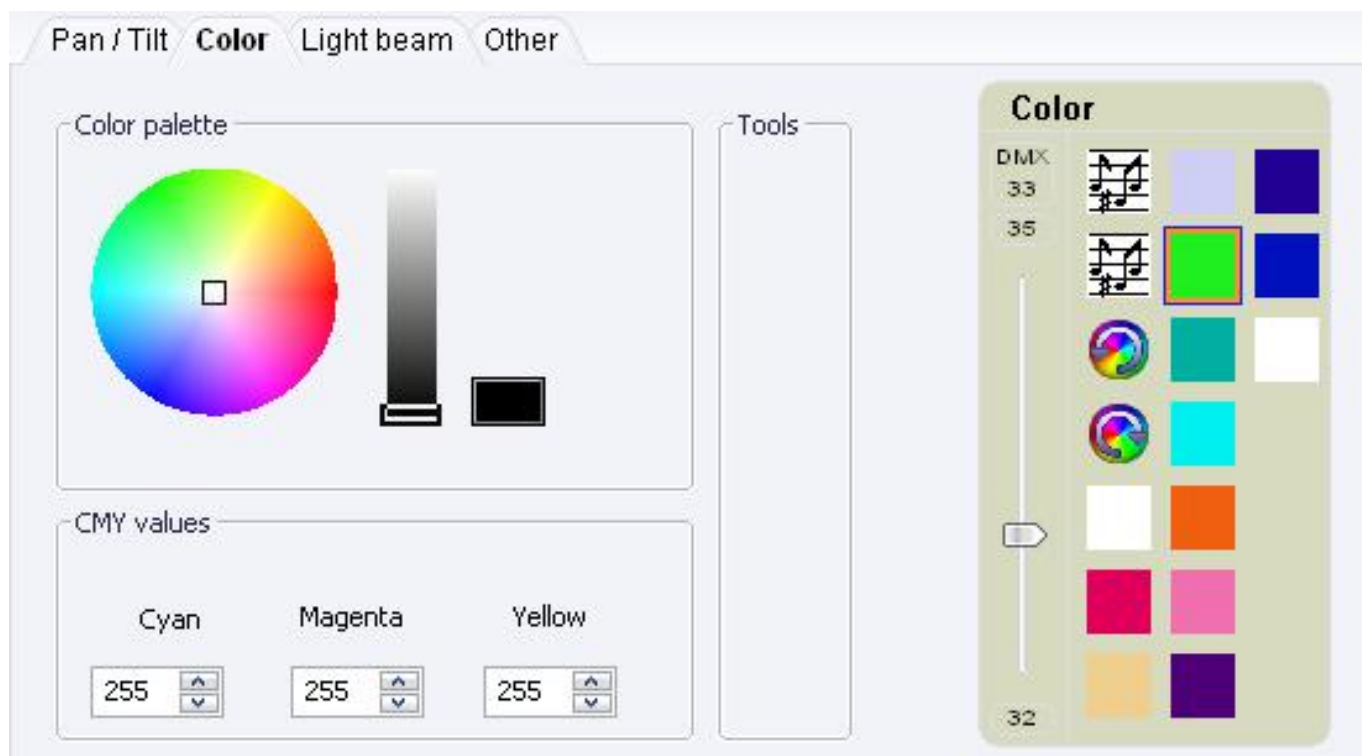 Pan / Tilt Color Light beam Other
Color palette
Tools
CMY values
Cyan Magenta Yellow
255 255 255
Color
DMX
33
35
32